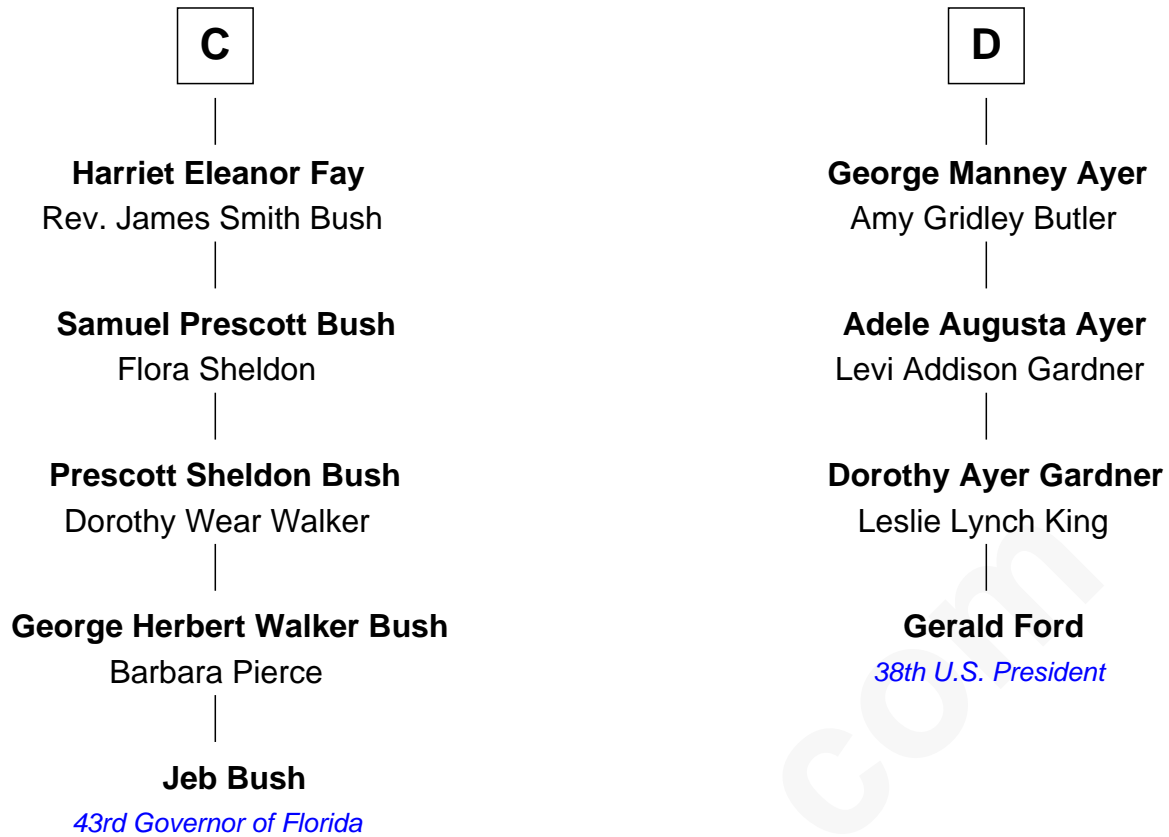 C
Harriet Eleanor Fay
Rev. James Smith Bush
Samuel Prescott Bush
Flora Sheldon
Prescott Sheldon Bush
Dorothy Wear Walker
George Herbert Walker Bush
Barbara Pierce
Jeb Bush
43rd Governor of Florida
D
George Manney Ayer
Amy Gridley Butler
Adele Augusta Ayer
Levi Addison Gardner
Dorothy Ayer Gardner
Leslie Lynch King
Gerald Ford
38th U.S. President
com